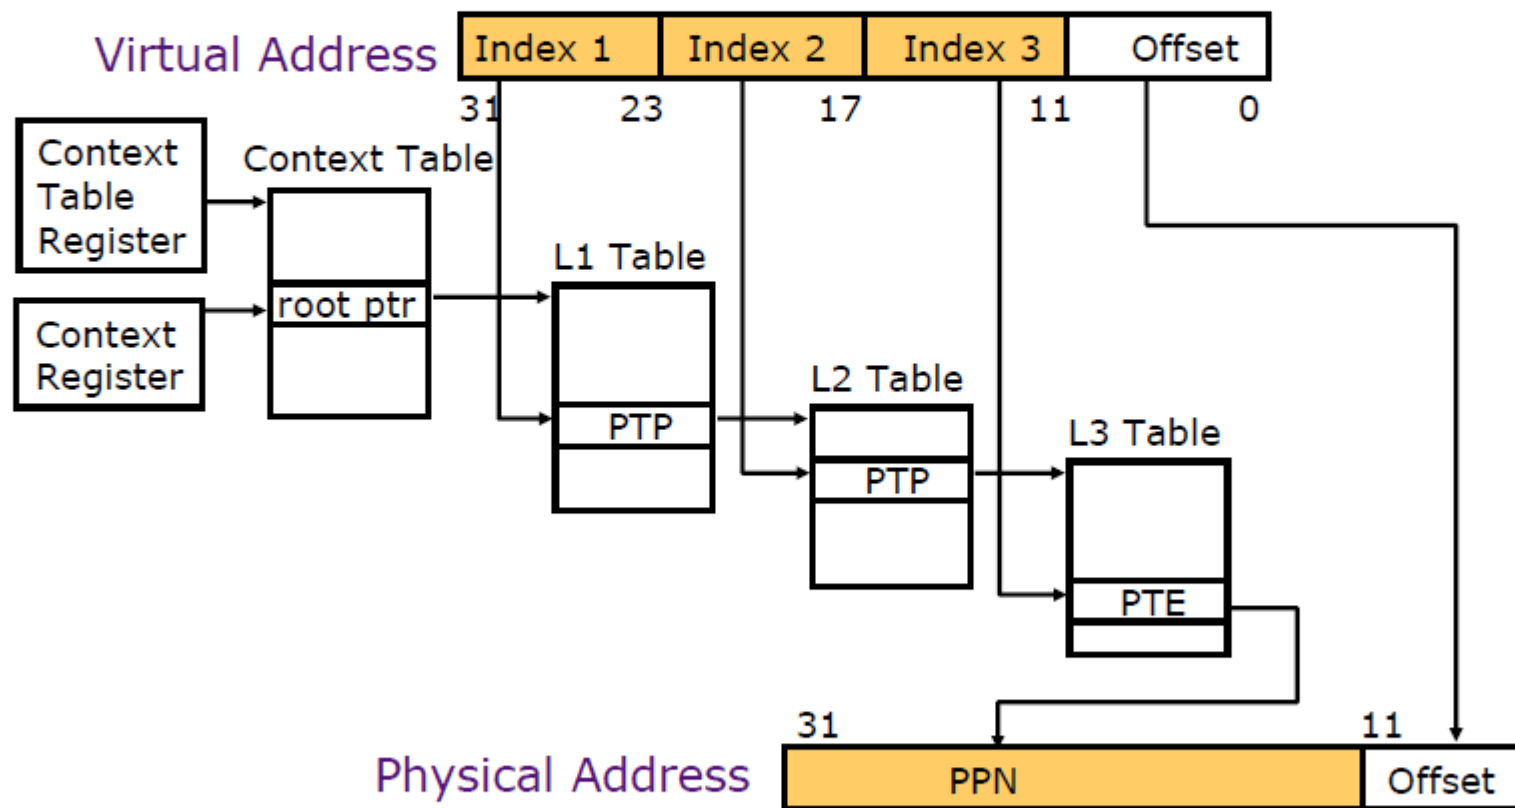 Virtual Address
Index 1 Index 2 Index 3 Offset
31 23 17 11 0
Context
Table
Register
Context Table
root ptr
Context
Register
L1 Table
PTP
L2 Table
PTP
L3 Table
PTE
31 11
Physical Address
PPN Offset